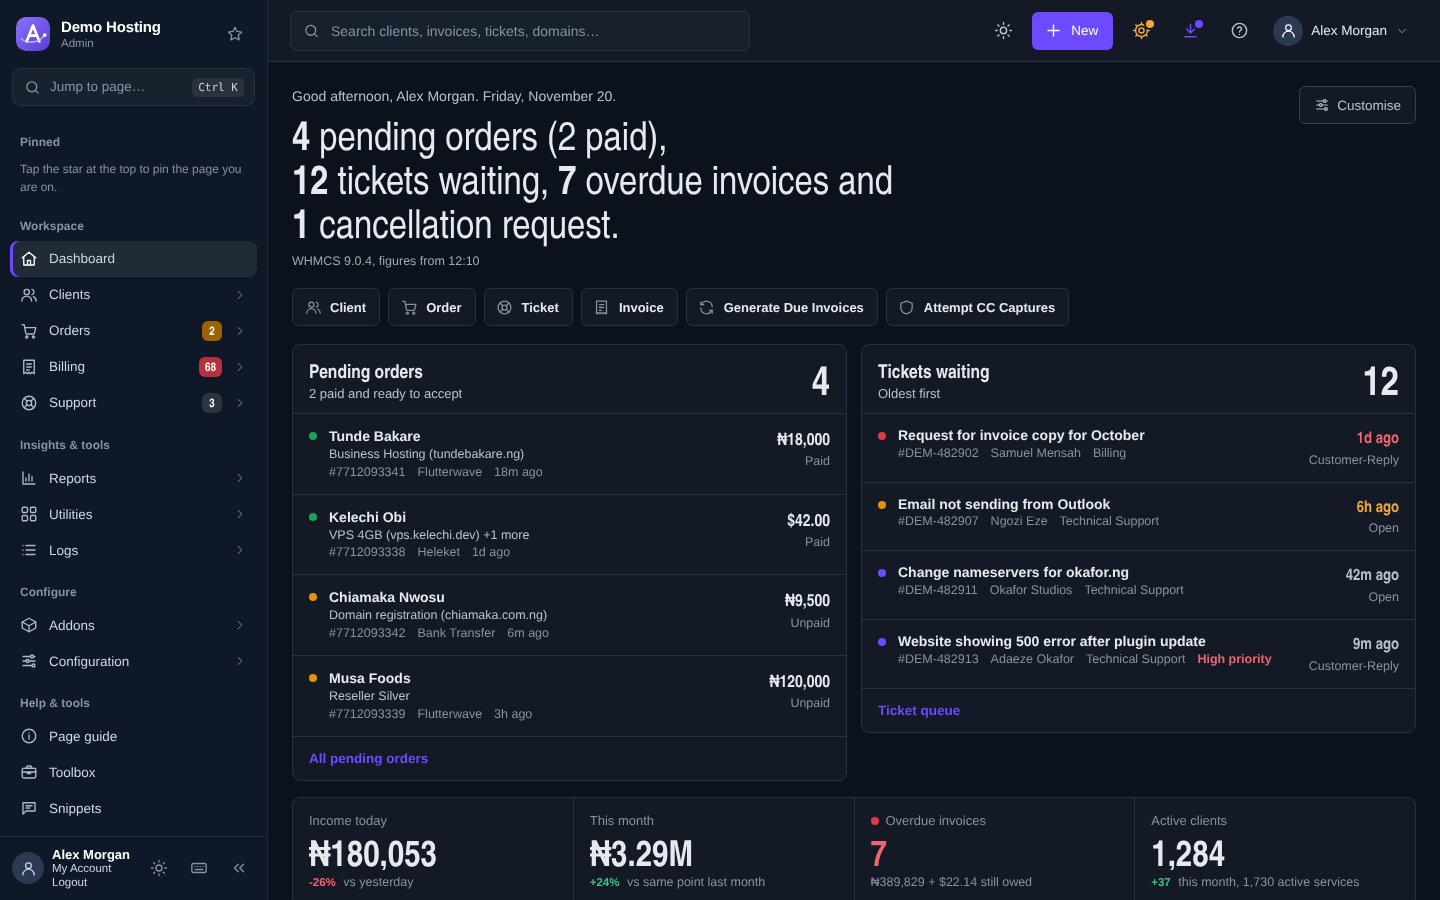 Demo Hosting
Admin
Jump to page…
Ctrl K
Pinned
Tap the star at the top to pin the page you
are on.
Workspace
Dashboard
Clients
Orders
2
Billing
68
Support
3
Insights & tools
Reports
Utilities
Logs
Configure
Addons
Configuration
Help & tools
Page guide
Toolbox
Snippets
Alex Morgan
My Account
Logout
Search clients, invoices, tickets, domains…
New
Alex Morgan
Good afternoon, Alex Morgan. Friday, November 20.
Customise
4 pending orders (2 paid),
12 tickets waiting, 7 overdue invoices and
1 cancellation request.
WHMCS 9.0.4, figures from 12:10
Client
Order
Ticket
Invoice
Generate Due Invoices
Attempt CC Captures
Pending orders
2 paid and ready to accept
4
Tunde Bakare
Business Hosting (tundebakare.ng)
#7712093341 Flutterwave 18m ago
₦18,000
Paid
Kelechi Obi
VPS 4GB (vps.kelechi.dev) +1 more
#7712093338 Heleket 1d ago
$42.00
Paid
Chiamaka Nwosu
Domain registration (chiamaka.com.ng)
#7712093342 Bank Transfer 6m ago
₦9,500
Unpaid
Musa Foods
Reseller Silver
#7712093339 Flutterwave 3h ago
₦120,000
Unpaid
All pending orders
Tickets waiting
Oldest first
12
Request for invoice copy for October
#DEM-482902 Samuel Mensah Billing
1d ago
Customer-Reply
Email not sending from Outlook
#DEM-482907 Ngozi Eze Technical Support
6h ago
Open
Change nameservers for okafor.ng
#DEM-482911 Okafor Studios Technical Support
42m ago
Open
Website showing 500 error after plugin update
#DEM-482913 Adaeze Okafor Technical Support High priority
9m ago
Customer-Reply
Ticket queue
Income today
₦180,053
-26% vs yesterday
This month
₦3.29M
+24% vs same point last month
Overdue invoices
7
₦389,829 + $22.14 still owed
Active clients
1,284
+37 this month, 1,730 active services